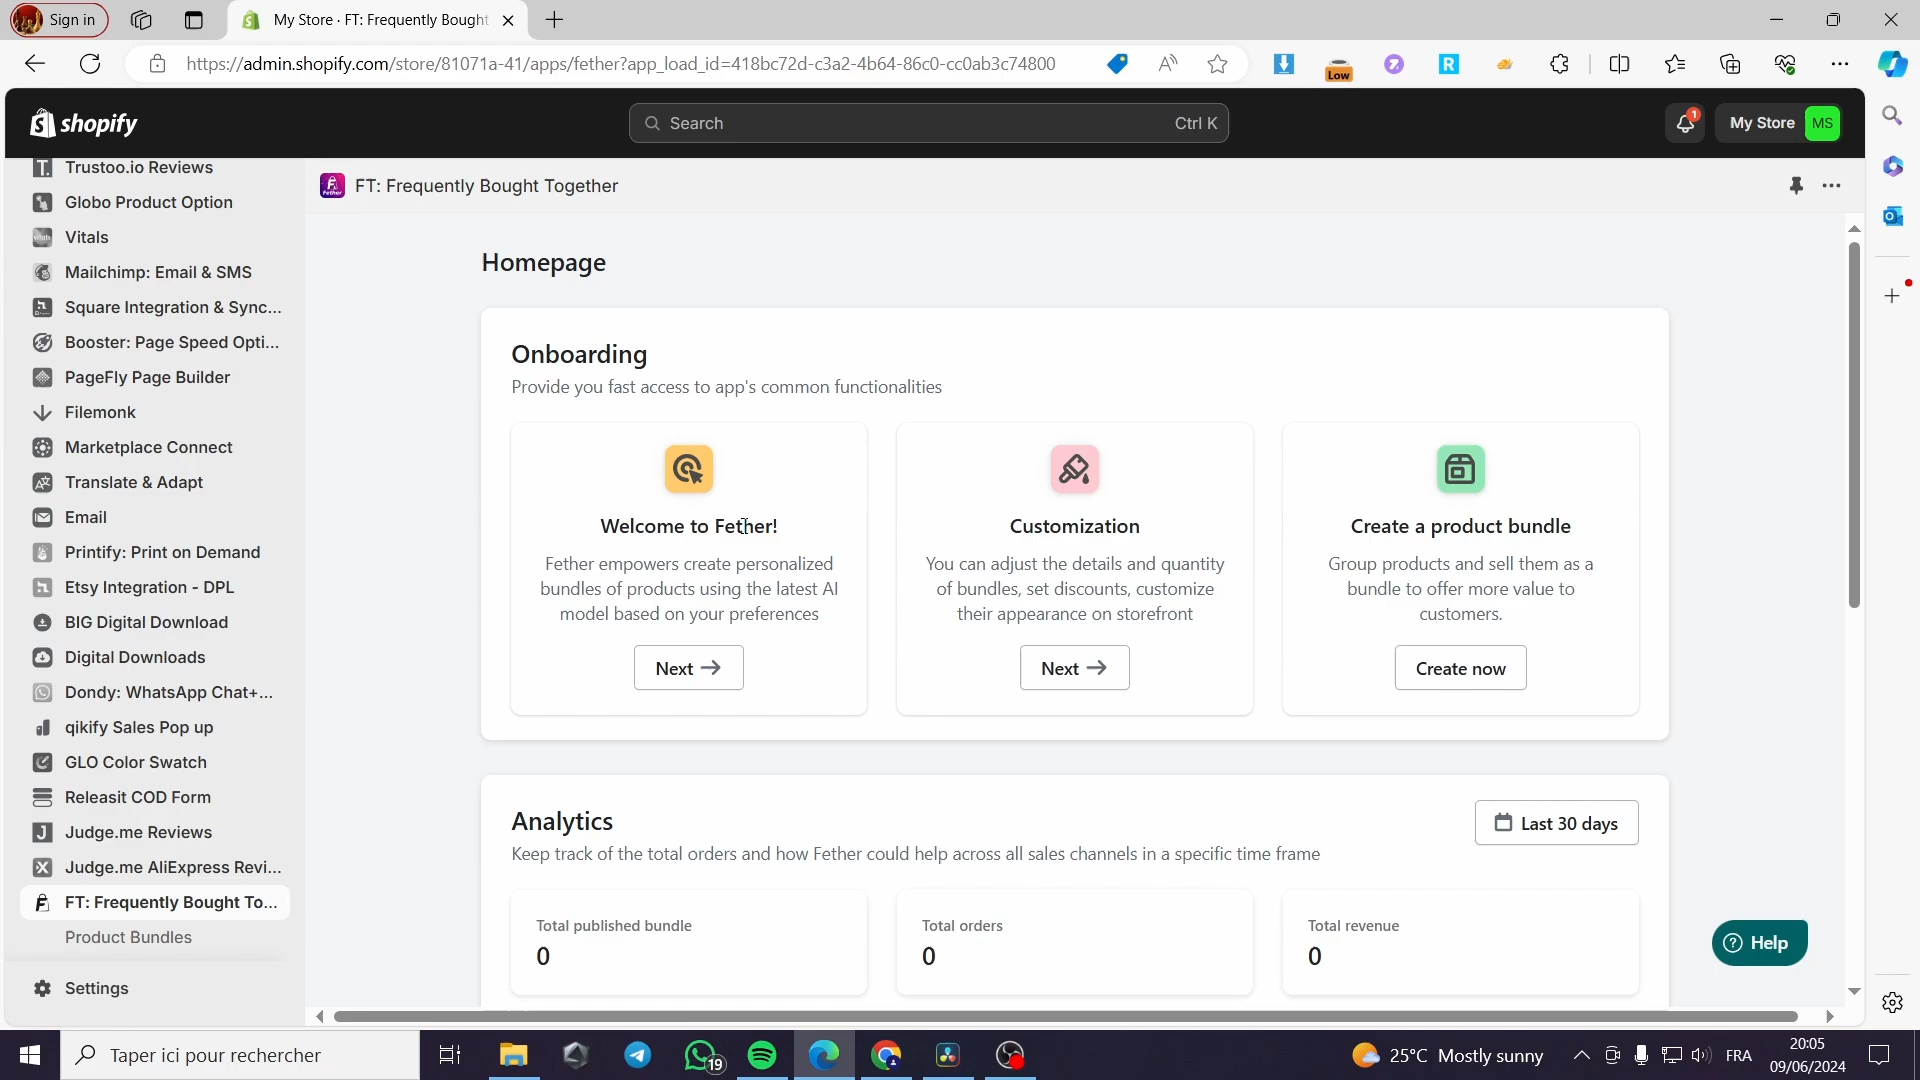 Sign in
My Store · FT: Frequently Bought
https://admin.shopify.com/store/81071a-41/apps/fether?app_load_id=418bc72d-c3a2-4b64-86c0-cc0ab3c74800
Low
shopify
Search
Ctrl K
1
My Store
MS
Trustoo.io Reviews
Globo Product Option
Vitals
Mailchimp: Email & SMS
Square Integration & Sync...
Booster: Page Speed Opti...
PageFly Page Builder
Filemonk
Marketplace Connect
Translate & Adapt
Email
Printify: Print on Demand
Etsy Integration - DPL
BIG Digital Download
Digital Downloads
Dondy: WhatsApp Chat+...
qikify Sales Pop up
GLO Color Swatch
Releasit COD Form
Judge.me Reviews
Judge.me AliExpress Revi...
FT: Frequently Bought To...
Product Bundles
Settings
FT: Frequently Bought Together
Homepage
Onboarding
Provide you fast access to app's common functionalities
Welcome to Fether!
Fether empowers create personalized
bundles of products using the latest AI
model based on your preferences
Next
Customization
You can adjust the details and quantity
of bundles, set discounts, customize
their appearance on storefront
Next
Create a product bundle
Group products and sell them as a
bundle to offer more value to
customers.
Create now
Analytics
Keep track of the total orders and how Fether could help across all sales channels in a specific time frame
Last 30 days
Total published bundle
0
Total orders
0
Total revenue
0
Help
Taper ici pour rechercher
19
25°C Mostly sunny
FRA
20:05
09/06/2024